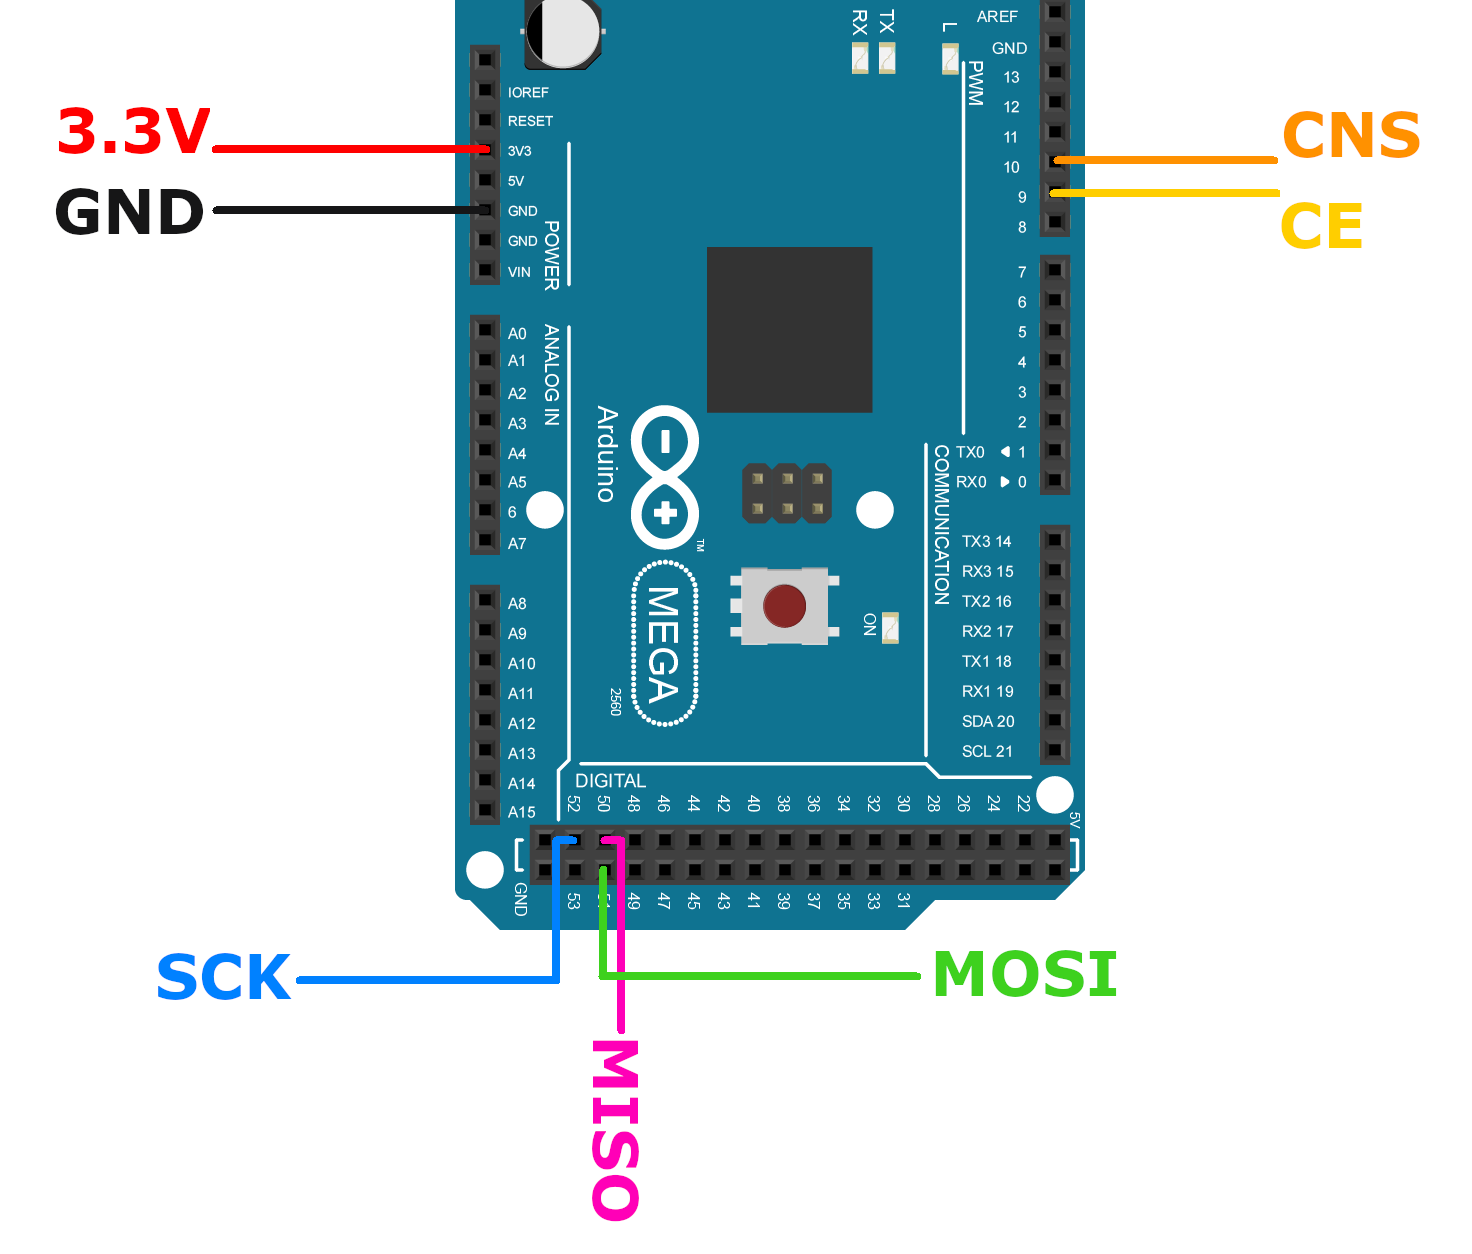 RX
TX
L
AREF
GND
13
12
11
10
9
8
PWM
IOREF
RESET
3V3
5V
GND
GND
VIN
POWER
3.3V
GND
CNS
CE
7
6
5
4
3
2
TX0 1
RX0 0
A0
A1
A2
A3
A4
A5
6
A7
ANALOG IN
Arduino
TM
MEGA
2560
ON
COMMUNICATION
TX3 14
RX3 15
TX2 16
RX2 17
TX1 18
RX1 19
SDA 20
SCL 21
A8
A9
A10
A11
A12
A13
A14
A15
DIGITAL
52 50 48 46 44 42 40 38 36 34 32 30 28 26 24 22
5V
GND
53 49 47 45 43 41 39 37 35 33 31
SCK
MOSI
MISO